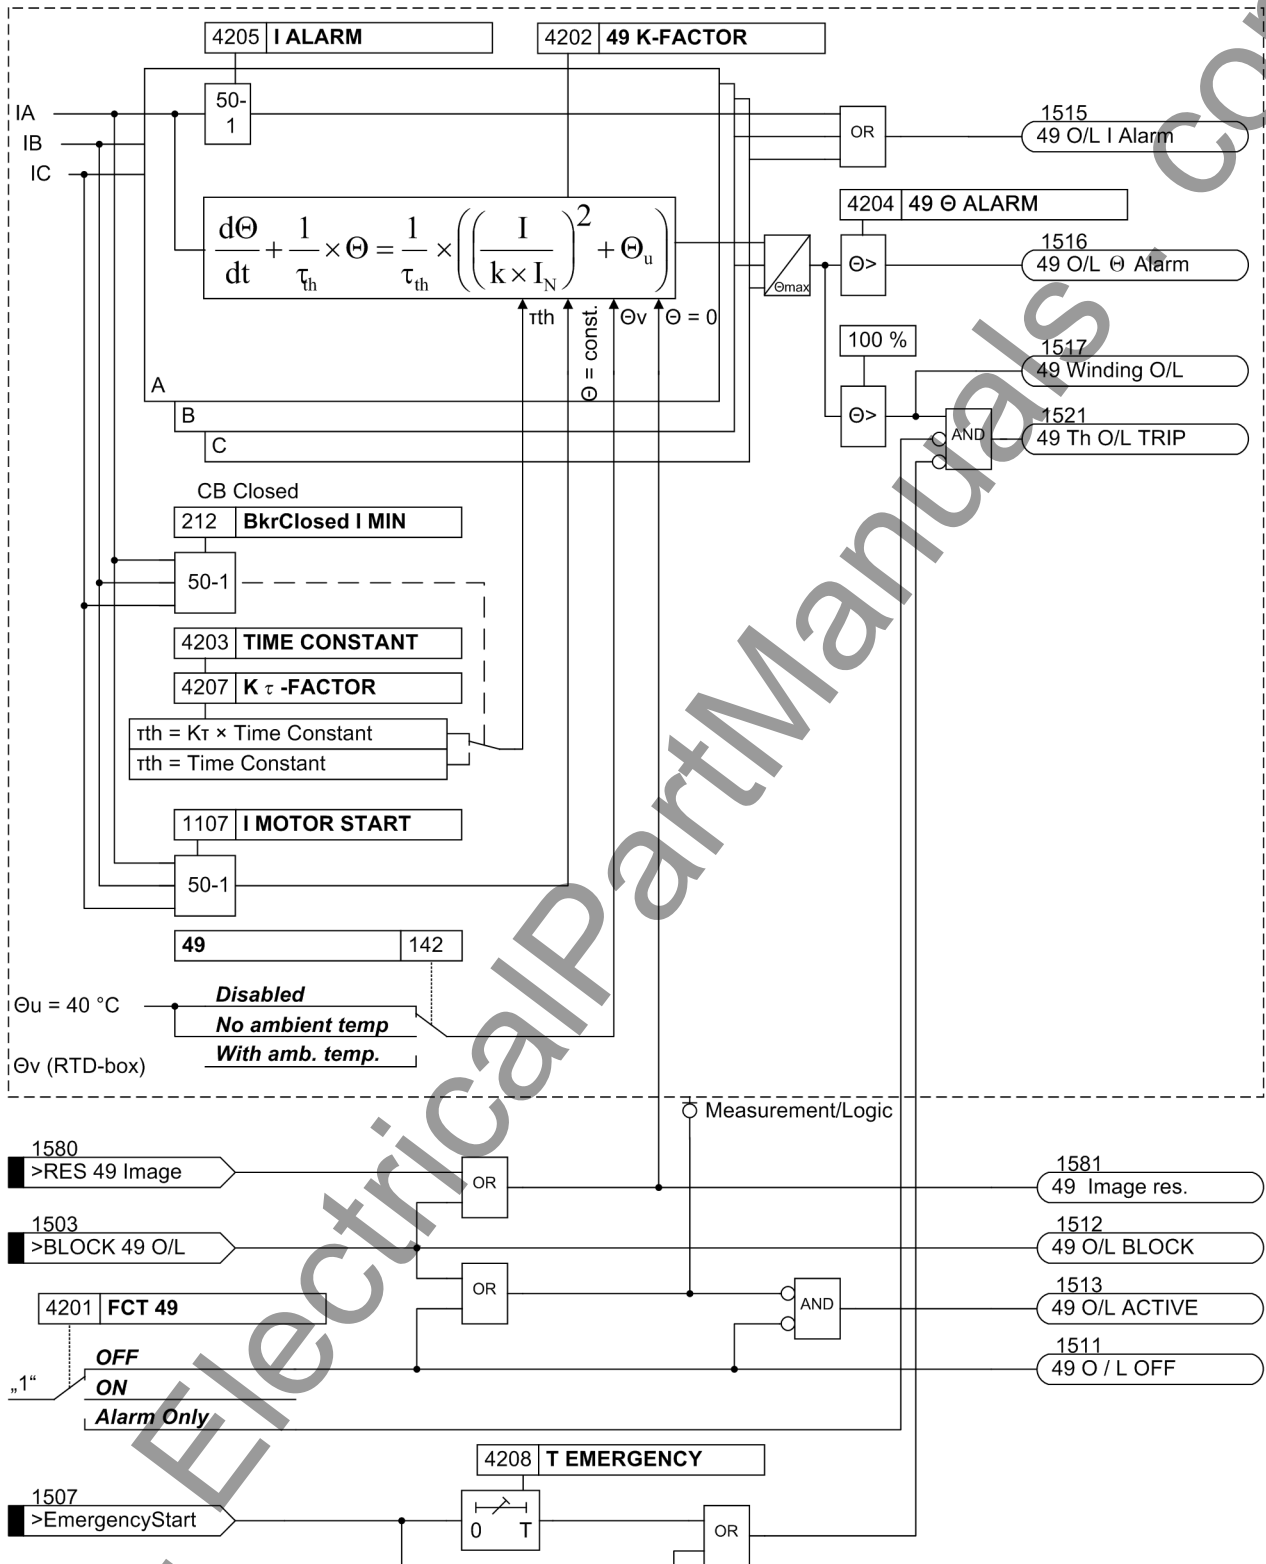 4205 I ALARM
4202 49 K-FACTOR
IA
IB
IC
50-
1
OR
1515
49 O/L I Alarm
4204 49 Θ ALARM
dΘ/dt + 1/τth × Θ = 1/τth × ((I / k × IN)2 + Θu)
Θmax
Θ>
1516
49 O/L Θ Alarm
τth
Θ = const.
Θv
Θ = 0
100 %
1517
49 Winding O/L
A
Θ>
B
C
AND
1521
49 Th O/L TRIP
CB Closed
212 BkrClosed I MIN
50-1
4203 TIME CONSTANT
4207 K τ -FACTOR
τth = Kτ × Time Constant
τth = Time Constant
1107 I MOTOR START
50-1
49 142
Θu = 40 °C
Disabled
No ambient temp
With amb. temp.
Θv (RTD-box)
Measurement/Logic
1580
>RES 49 Image
OR
1581
49 Image res.
1503
>BLOCK 49 O/L
1512
49 O/L BLOCK
OR
AND
1513
49 O/L ACTIVE
4201 FCT 49
1511
49 O / L OFF
„1“
OFF
ON
Alarm Only
4208 T EMERGENCY
1507
>EmergencyStart
0 T
OR
ElectricalPartManuals . com